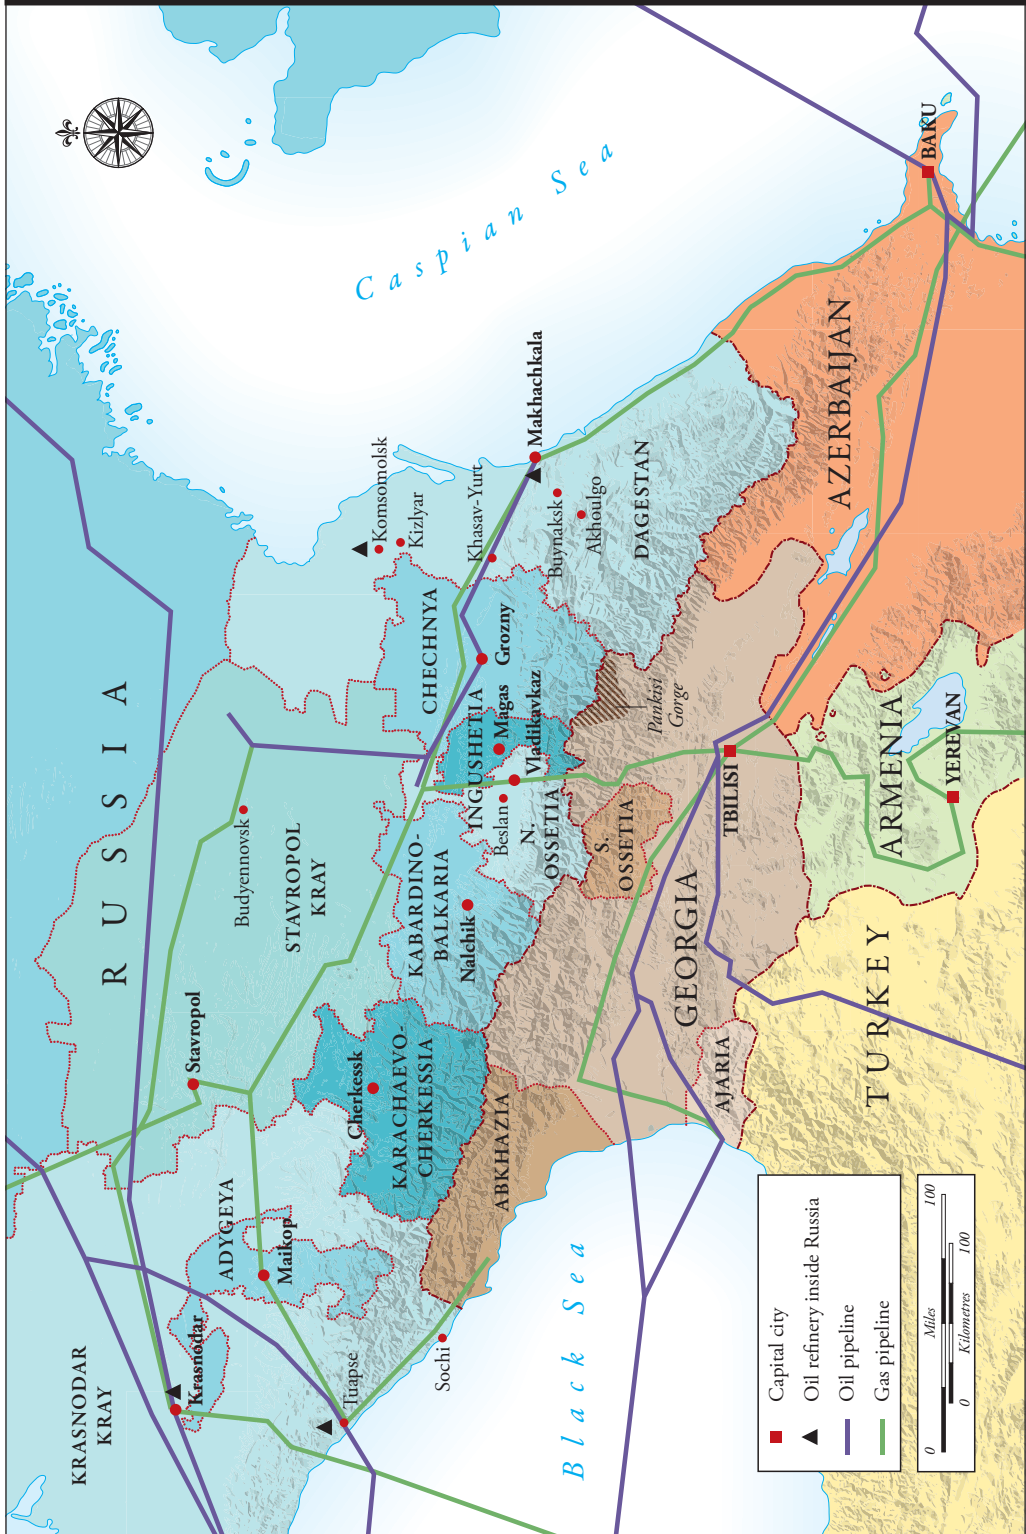 RUSSIA
KRASNODAR
KRAY
Krasnodar
ADYGEYA
Maikop
Tuapse
Sochi
Stavropol
STAVROPOL
KRAY
Budyennovsk
Cherkessk
KARACHAEVO-
CHERKESSIA
KABARDINO-
BALKARIA
Nalchik
INGUSHETIA
Magas
Beslan
Vladikavkaz
N.
OSSETIA
CHECHNYA
Grozny
Komsomolsk
Kizlyar
Khasav-Yurt
Makhachkala
Buynaksk
Akhoulgo
DAGESTAN
Caspian Sea
Black Sea
ABKHAZIA
S.
OSSETIA
Pankisi
Gorge
GEORGIA
TBILISI
AJARIA
TURKEY
ARMENIA
YEREVAN
AZERBAIJAN
BAKU
Capital city
Oil refinery inside Russia
Oil pipeline
Gas pipeline
0 Miles 100
0 Kilometres 100